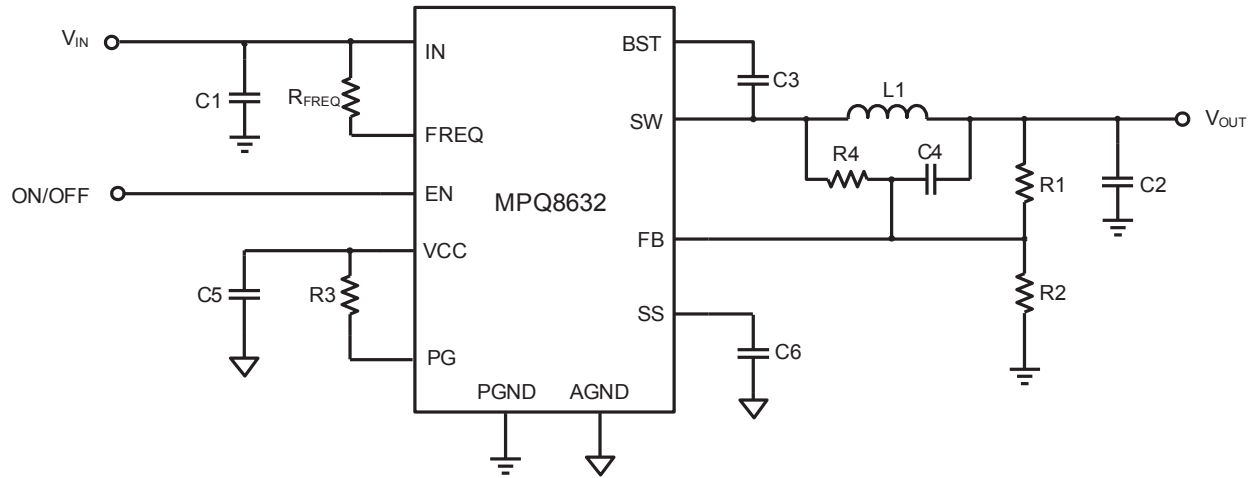 VIN
IN
BST
C1
RFREQ
C3
L1
FREQ
SW
VOUT
R4
C4
ON/OFF
EN
MPQ8632
R1
C2
VCC
FB
C5
R3
R2
SS
PG
C6
PGND
AGND